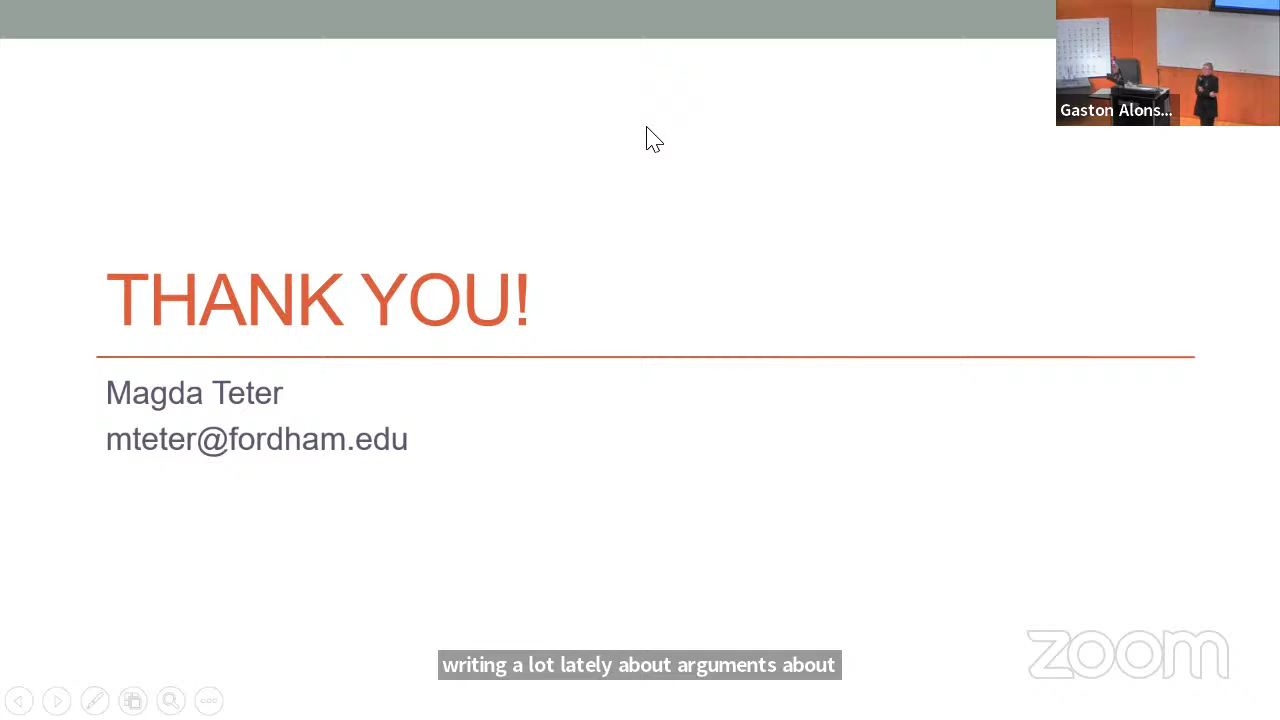 Gaston Alons...
THANK YOU!
Magda Teter
mteter@fordham.edu
writing a lot lately about arguments about
zoom